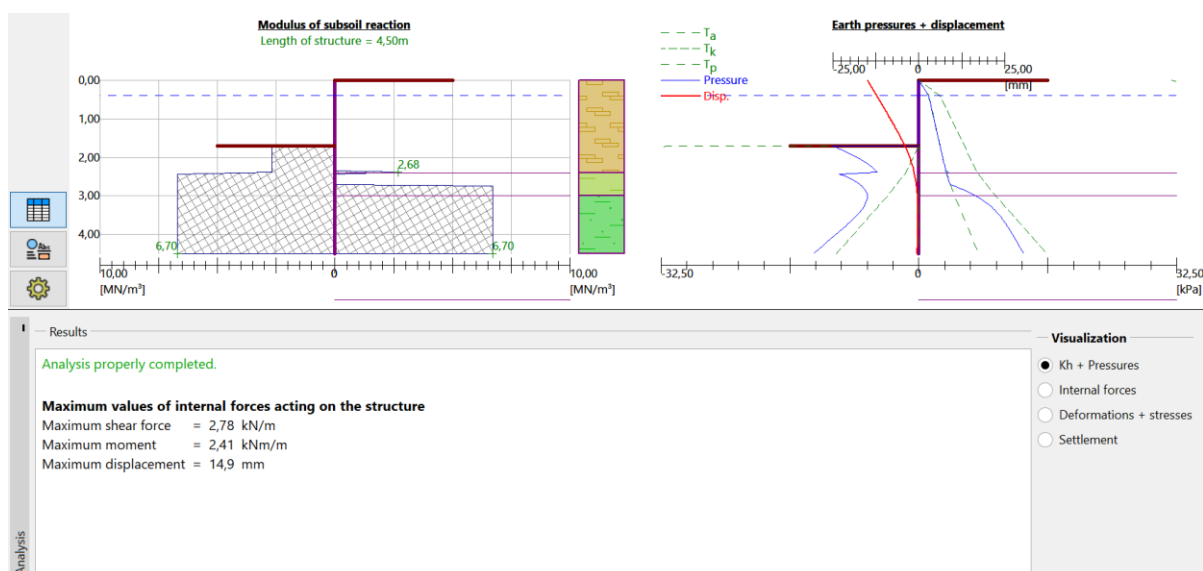 Modulus of subsoil reaction
Length of structure = 4,50m
0,00
1,00
2,00
3,00
4,00
2,68
6,70
6,70
10,00
0
10,00
[MN/m³]
[MN/m³]
Earth pressures + displacement
Ta
Tk
Tp
Pressure
Disp.
-25,00
0
25,00
[mm]
-32,50
0
32,50
[kPa]
Abc
Analysis
Results
Analysis properly completed.
Maximum values of internal forces acting on the structure
Maximum shear force = 2,78 kN/m
Maximum moment = 2,41 kNm/m
Maximum displacement = 14,9 mm
Visualization
Kh + Pressures
Internal forces
Deformations + stresses
Settlement